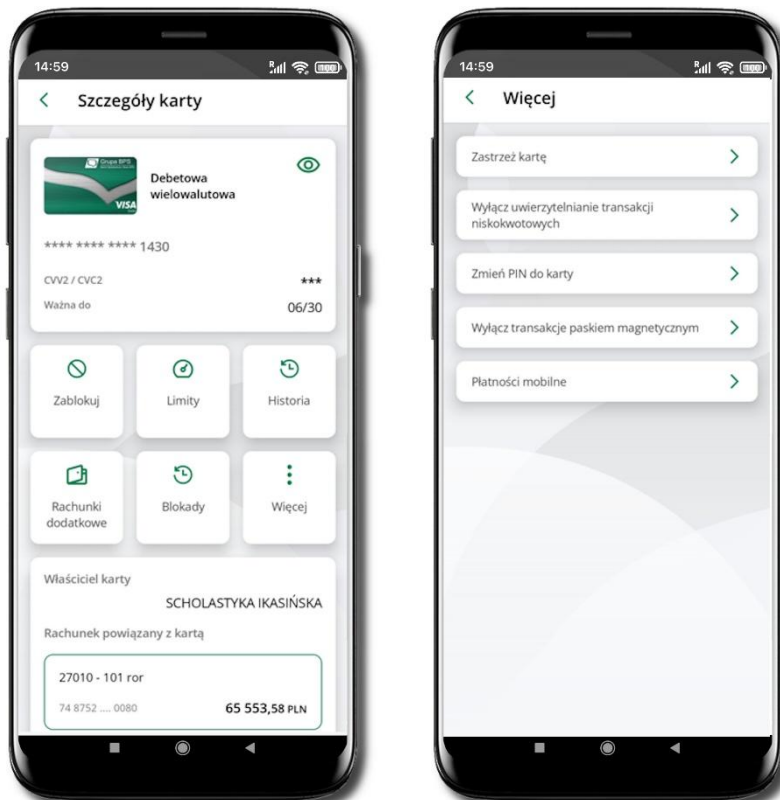 14:59
Szczegóły karty
Grupa BPS
Debetowa
wielowalutowa
VISA
**** **** **** 1430
CVV2 / CVC2
***
Ważna do
06/30
Zablokuj
Limity
Historia
Rachunki
dodatkowe
Blokady
Więcej
Właściciel karty
SCHOLASTYKA IKASIŃSKA
Rachunek powiązany z kartą
27010 - 101 ror
74 8752 .... 0080
65 553,58 PLN
14:59
Więcej
Zastrzeż kartę
Wyłącz uwierzytelnianie transakcji
niskokwotowych
Zmień PIN do karty
Wyłącz transakcje paskiem magnetycznym
Płatności mobilne